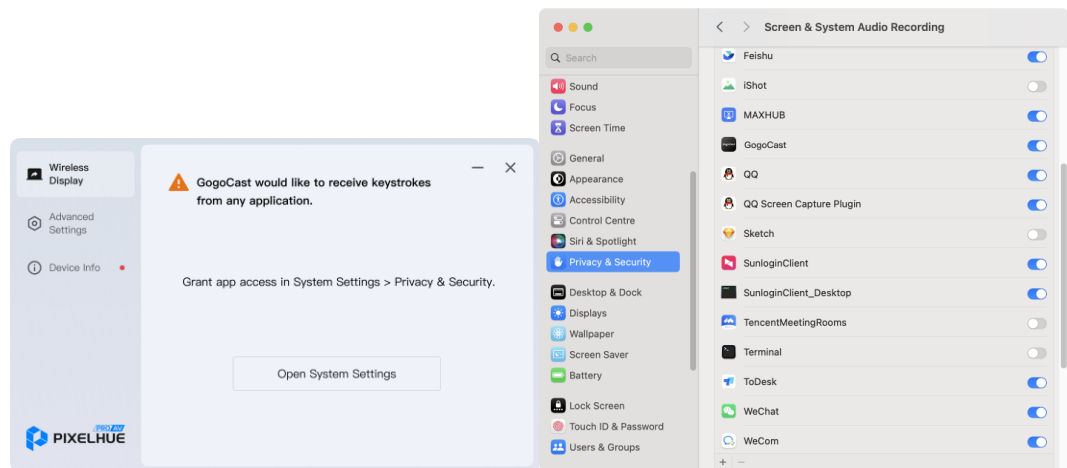 Wireless
Display
Advanced
Settings
Device Info
PRO AV
PIXELHUE
GogoCast would like to receive keystrokes
from any application.
Grant app access in System Settings > Privacy & Security.
Open System Settings
Search
Sound
Focus
Screen Time
General
Appearance
Accessibility
Control Centre
Siri & Spotlight
Privacy & Security
Desktop & Dock
Displays
Wallpaper
Screen Saver
Battery
Lock Screen
Touch ID & Password
Users & Groups
Screen & System Audio Recording
Feishu
iShot
MAXHUB
GogoCast
QQ
QQ Screen Capture Plugin
Sketch
SunloginClient
SunloginClient_Desktop
TencentMeetingRooms
Terminal
ToDesk
WeChat
WeCom